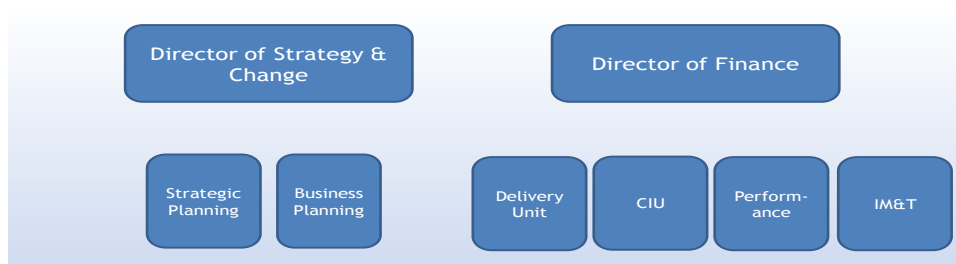 Director of Strategy &
Change
Director of Finance
Strategic
Planning
Business
Planning
Delivery
Unit
CIU
Perform-
ance
IM&T